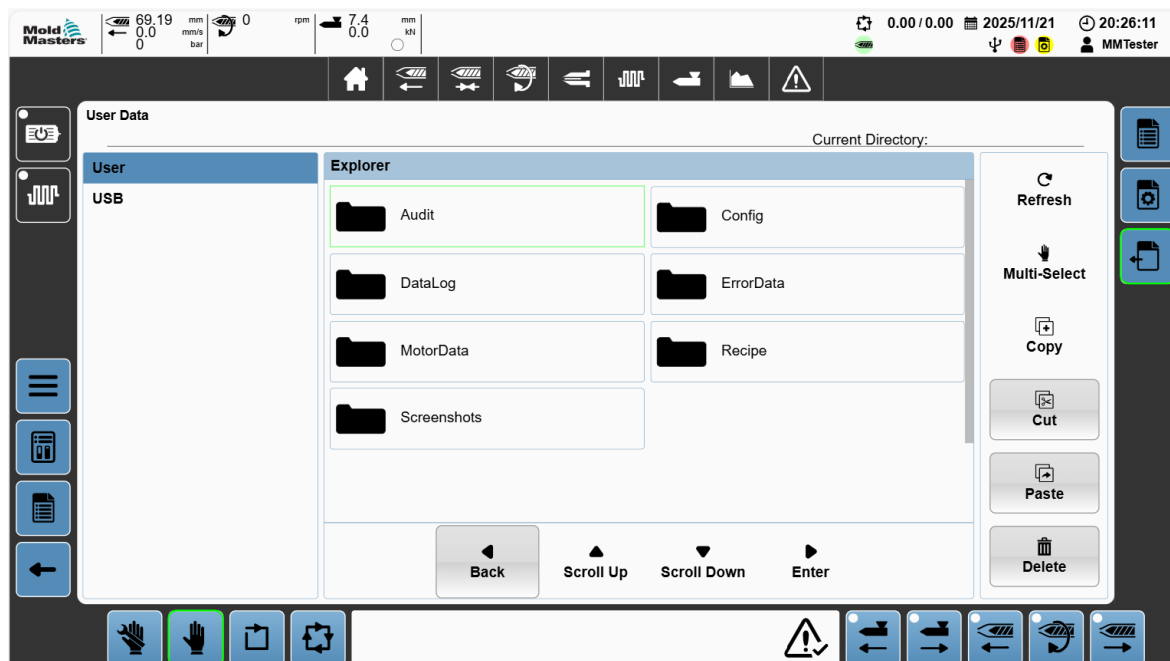 Mold
Masters
69.19 mm
0.0 mm/s
0 bar
0 rpm
7.4 mm
0.0 kN
0.00 / 0.00
2025/11/21
20:26:11
MMTester
User Data
Current Directory:
User
USB
Explorer
Audit
Config
DataLog
ErrorData
MotorData
Recipe
Screenshots
Back
Scroll Up
Scroll Down
Enter
Refresh
Multi-Select
Copy
Cut
Paste
Delete